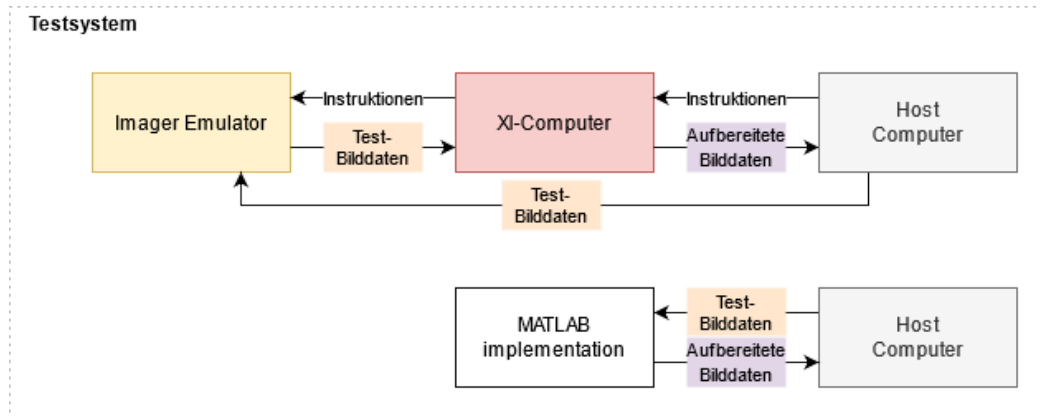 Testsystem
Imager Emulator
Instruktionen
Test-
Bilddaten
XI-Computer
Instruktionen
Aufbereitete
Bilddaten
Host
Computer
Test-
Bilddaten
MATLAB
implementation
Test-
Bilddaten
Aufbereitete
Bilddaten
Host
Computer